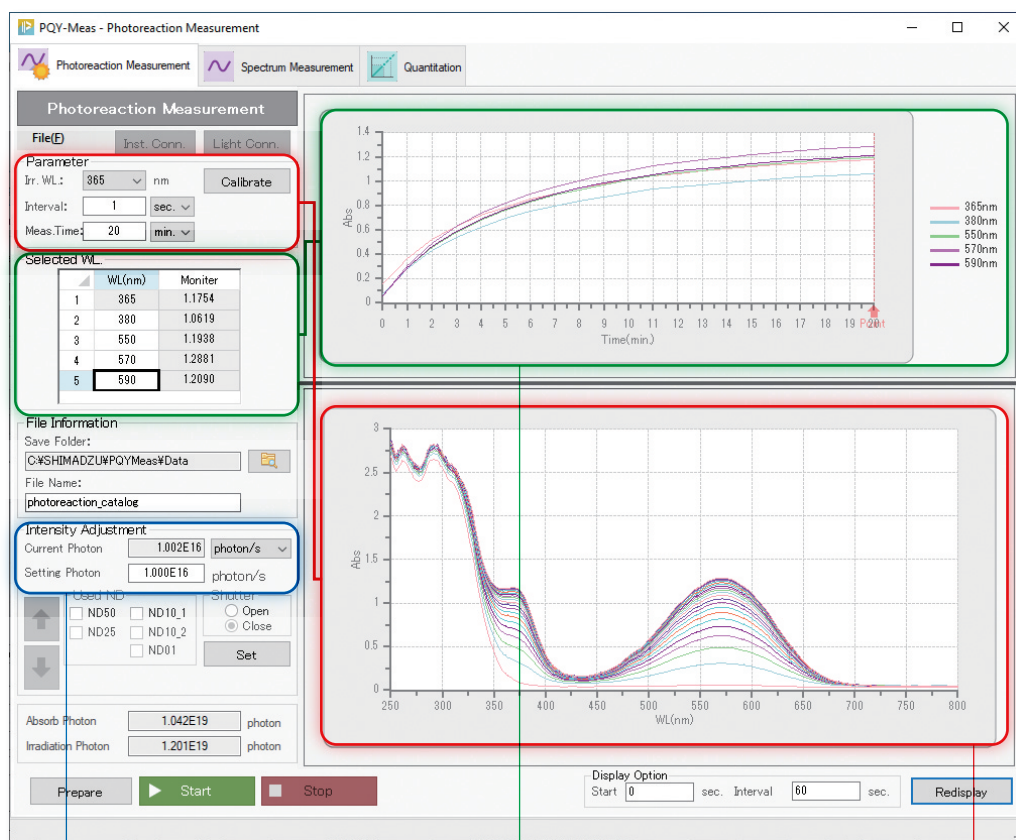 PQY-Meas - Photoreaction Measurement
Photoreaction Measurement
Spectrum Measurement
Quantitation
Photoreaction Measurement
File(F)
Inst. Conn.
Light Conn.
Parameter
Irr. WL:
365
nm
Calibrate
Interval:
1
sec.
Meas.Time:
20
min.
Selected WL.
WL(nm) Moniter
1 365 1.1754
2 380 1.0619
3 550 1.1938
4 570 1.2881
5 590 1.2090
File Information
Save Folder:
C:¥SHIMADZU¥PQYMeas¥Data
File Name:
photoreaction_catalog
Intensity Adjustment
Current Photon 1.002E16 photon/s
Setting Photon 1.000E16 photon/s
Used ND
ND50 ND10_1
ND25 ND10_2
ND01
Shutter
Open
Close
Set
Absorb Photon 1.042E19 photon
Irradiation Photon 1.201E19 photon
Prepare
Start
Stop
1.4
1.2
1
0.8
0.6
0.4
0.2
0
Abs
0 1 2 3 4 5 6 7 8 9 10 11 12 13 14 15 16 17 18 19 20
Point
Time(min.)
365nm
380nm
550nm
570nm
590nm
3
2.5
2
1.5
1
0.5
0
Abs
250 300 350 400 450 500 550 600 650 700 750 800
WL(nm)
Display Option
Start 0 sec. Interval 60 sec.
Redisplay